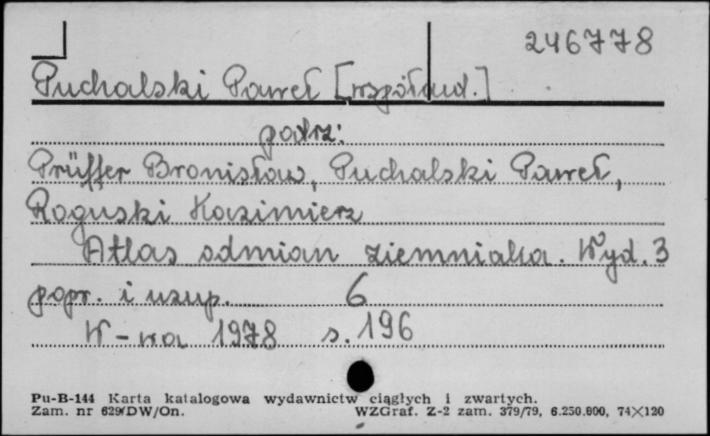 246778
Puchalski Paweł [współaut.]
patrz:
Prüffer Bronisław, Puchalski Paweł,
Roguski Kazimierz
Atlas odmian ziemniaka. Wyd. 3
popr. i uzup. 6
W-wa 1978 s. 196
Pu-B-144 Karta katalogowa wydawnictw ciągłych i zwartych.
Zam. nr 629/DW/On. WZGraf. Z-2 zam. 379/79, 6.250.000, 74×120